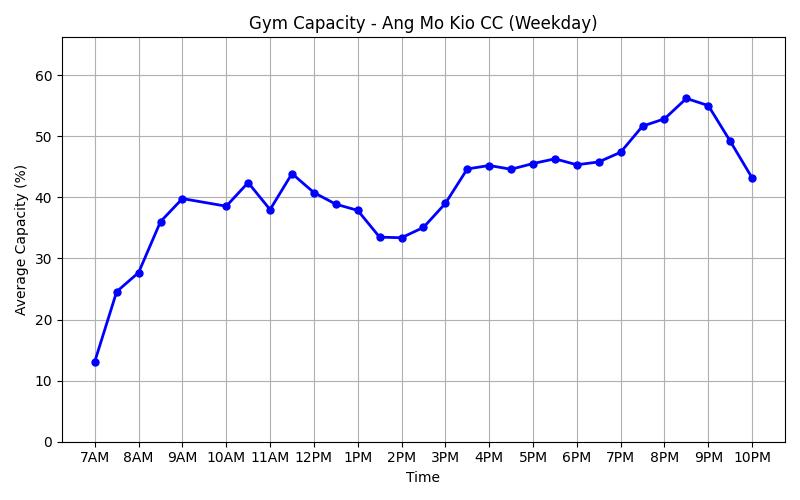 Gym Capacity - Ang Mo Kio CC (Weekday)
Average Capacity (%)
60
50
40
30
20
10
0
7AM 8AM 9AM 10AM 11AM 12PM 1PM 2PM 3PM 4PM 5PM 6PM 7PM 8PM 9PM 10PM
Time